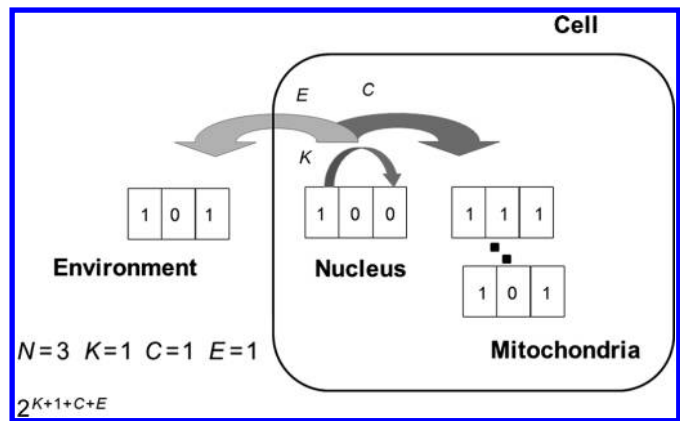 Cell
E
C
K
1 0 1
1 0 0
1 1 1
Environment
Nucleus
1 0 1
N=3 K=1 C=1 E=1
Mitochondria
2^{K+1+C+E}